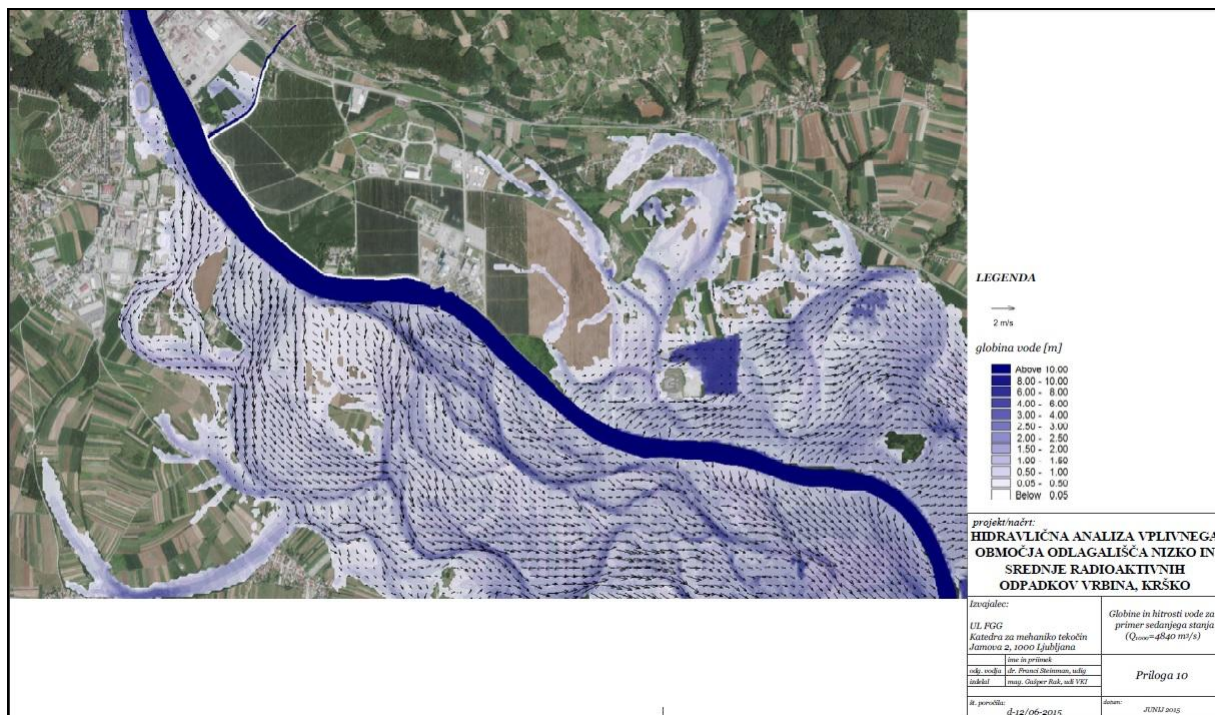 LEGENDA
2 m/s
globina vode [m]
Above 10.00
8.00 - 10.00
6.00 - 8.00
4.00 - 6.00
3.00 - 4.00
2.50 - 3.00
2.00 - 2.50
1.50 - 2.00
1.00 - 1.50
0.50 - 1.00
0.05 - 0.50
Below 0.05
projekt/načrt:
HIDRAVLIČNA ANALIZA VPLIVNEGA
OBMOČJA ODLAGALIŠČA NIZKO IN
SREDNJE RADIOAKTIVNIH
ODPADKOV VRBINA, KRŠKO
Izvajalec:
UL FGG
Katedra za mehaniko tekočin
Jamova 2, 1000 Ljubljana
Globine in hitrosti vode za
primer sedanjega stanja
(Q1000=4840 m³/s)
ime in priimek
odg. vodja dr. Franci Steinman, udig
izdelal mag. Gašper Rak, udi VKI
Priloga 10
št. poročila:
d-12/06-2015
datum:
JUNIJ 2015